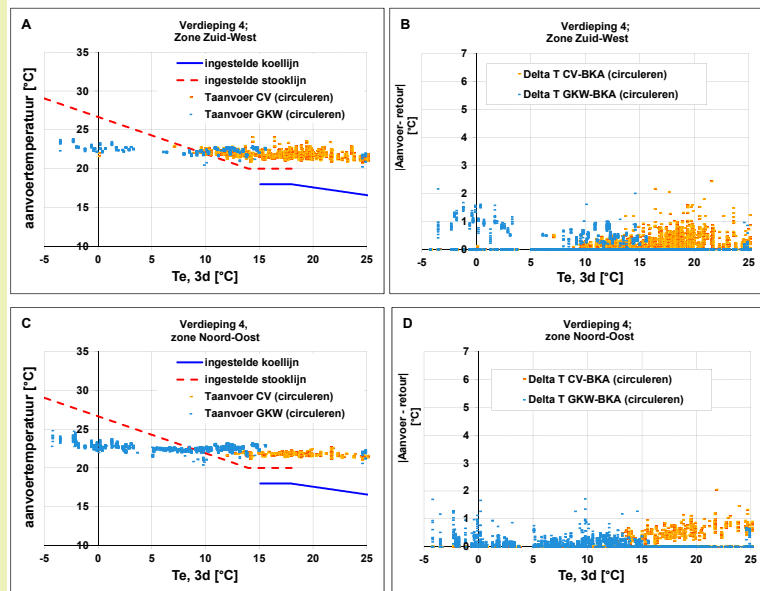 A
Verdieping 4;
Zone Zuid-West
aanvoertemperatuur [°C]
35
30
25
20
15
10
-5
0
5
10
15
20
25
Te, 3d [°C]
ingestelde koellijn
ingestelde stooklijn
Taanvoer CV (circuleren)
Taanvoer GKW (circuleren)
B
Verdieping 4;
Zone Zuid-West
|Aanvoer- retour|
[°C]
7
6
5
4
3
2
1
0
-5
0
5
10
15
20
25
Te, 3d [°C]
Delta T CV-BKA (circuleren)
Delta T GKW-BKA (circuleren)
C
Verdieping 4,
zone Noord-Oost
aanvoertemperatuur [°C]
35
30
25
20
15
10
-5
0
5
10
15
20
25
Te, 3d [°C]
ingestelde koellijn
ingestelde stooklijn
Taanvoer CV (circuleren)
Taanvoer GKW (circuleren)
D
Verdieping 4;
zone Noord-Oost
|Aanvoer - retour|
[°C]
7
6
5
4
3
2
1
0
-5
0
5
10
15
20
25
Te, 3d [°C]
Delta T CV-BKA (circuleren)
Delta T GKW-BKA (circuleren)